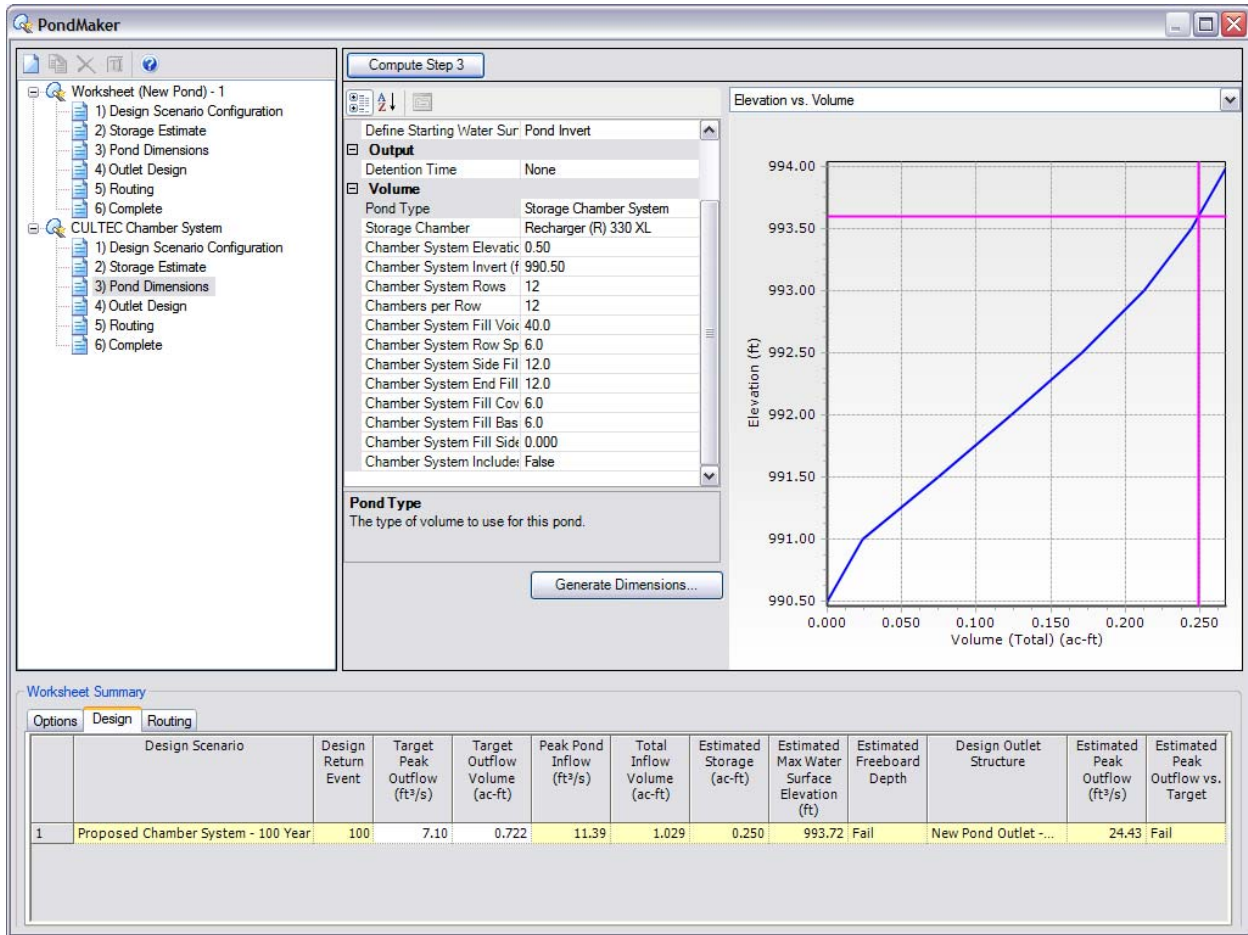 PondMaker
Worksheet (New Pond) - 1
1) Design Scenario Configuration
2) Storage Estimate
3) Pond Dimensions
4) Outlet Design
5) Routing
6) Complete
CULTEC Chamber System
1) Design Scenario Configuration
2) Storage Estimate
3) Pond Dimensions
4) Outlet Design
5) Routing
6) Complete
Compute Step 3
Define Starting Water Sur Pond Invert
Output
Detention Time None
Volume
Pond Type Storage Chamber System
Storage Chamber Recharger (R) 330 XL
Chamber System Elevatic 0.50
Chamber System Invert (f 990.50
Chamber System Rows 12
Chambers per Row 12
Chamber System Fill Voic 40.0
Chamber System Row Sp 6.0
Chamber System Side Fil 12.0
Chamber System End Fill 12.0
Chamber System Fill Cov 6.0
Chamber System Fill Bas 6.0
Chamber System Fill Side 0.000
Chamber System Includes False
Pond Type
The type of volume to use for this pond.
Generate Dimensions...
Elevation vs. Volume
994.00
993.50
993.00
992.50
992.00
991.50
991.00
990.50
Elevation (ft)
0.000 0.050 0.100 0.150 0.200 0.250
Volume (Total) (ac-ft)
Worksheet Summary
Options Design Routing
Design Scenario
Design Return Event
Target Peak Outflow (ft³/s)
Target Outflow Volume (ac-ft)
Peak Pond Inflow (ft³/s)
Total Inflow Volume (ac-ft)
Estimated Storage (ac-ft)
Estimated Max Water Surface Elevation (ft)
Estimated Freeboard Depth
Design Outlet Structure
Estimated Peak Outflow (ft³/s)
Estimated Peak Outflow vs. Target
1 Proposed Chamber System - 100 Year 100 7.10 0.722 11.39 1.029 0.250 993.72 Fail New Pond Outlet -... 24.43 Fail